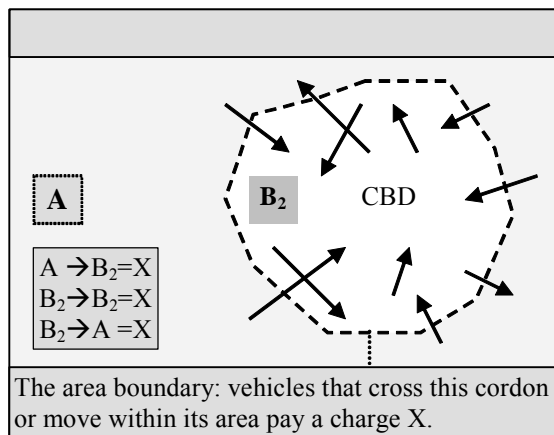 A
B₂
CBD
A →B₂=X
B₂→B₂=X
B₂→A =X
The area boundary: vehicles that cross this cordon
or move within its area pay a charge X.